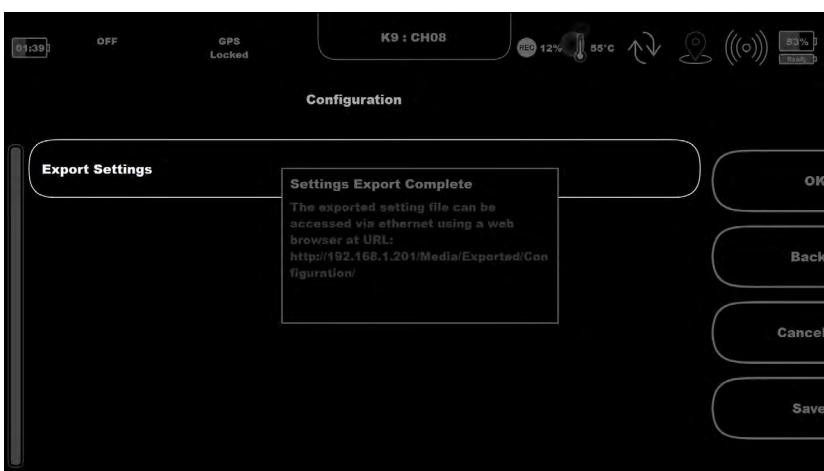 01:39
OFF
GPS
Locked
K9 : CH08
REC 12%
55°C
53%
Ready
Configuration
Export Settings
Settings Export Complete
The exported setting file can be
accessed via ethernet using a web
browser at URL:
http://192.168.1.201/Media/Exported/Con
figuration/
OK
Back
Cancel
Save